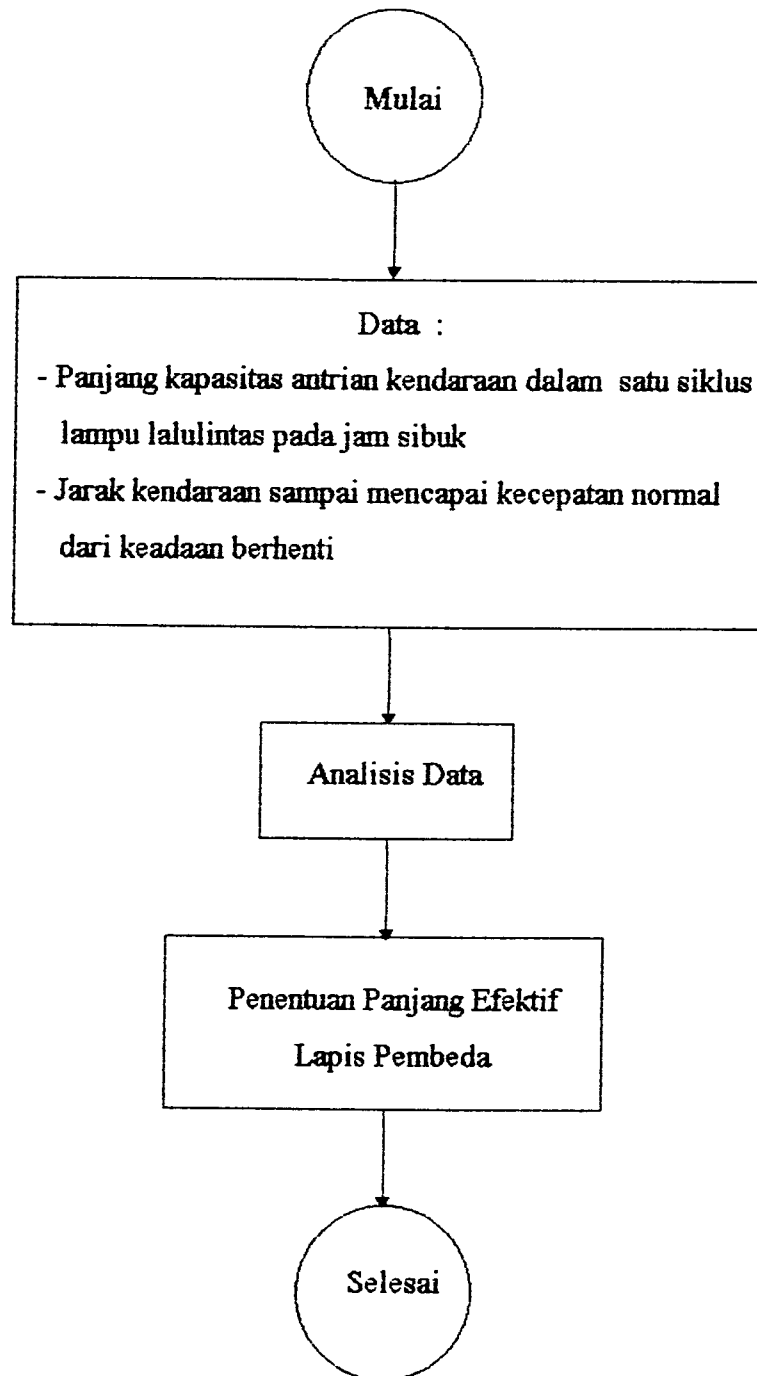 Mulai
Data :
- Panjang kapasitas antrian kendaraan dalam satu siklus
lampu lalulintas pada jam sibuk
- Jarak kendaraan sampai mencapai kecepatan normal
dari keadaan berhenti
Analisis Data
Penentuan Panjang Efektif
Lapis Pembeda
Selesai